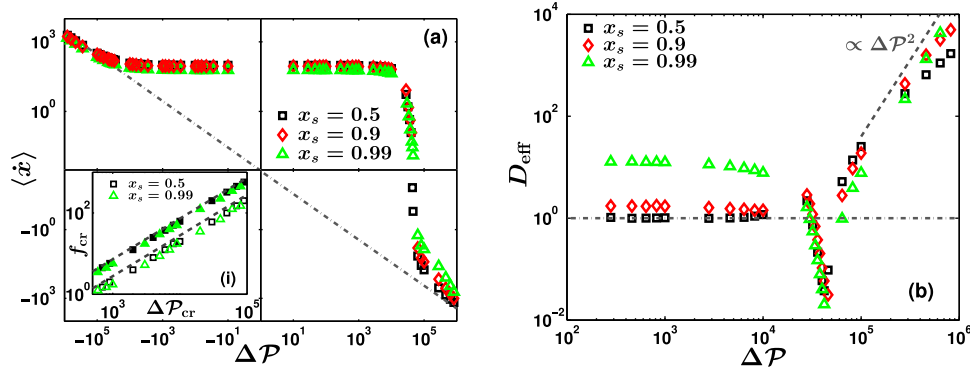 (a)
10^3
10^0
−10^0
−10^3
⟨ẋ⟩
x_s = 0.5
x_s = 0.9
x_s = 0.99
−10^5 −10^2 −10^-1 10^-1 10^2 10^5
Δ𝒫
x_s = 0.5
x_s = 0.99
10^2
10^0
f_cr
(i)
10^3 10^5
Δ𝒫_cr
10^4
10^2
10^0
10^-2
D_eff
x_s = 0.5
x_s = 0.9
x_s = 0.99
∝ Δ𝒫^2
(b)
10^2 10^3 10^4 10^5 10^6
Δ𝒫